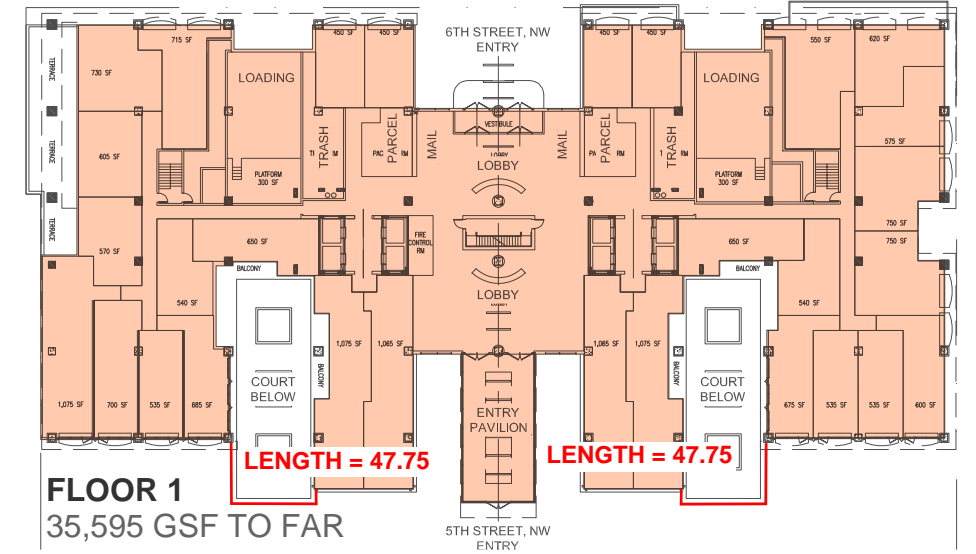 6TH STREET, NW
ENTRY
715 SF
450 SF
450 SF
450 SF
450 SF
550 SF
620 SF
TERRACE
730 SF
LOADING
LOADING
VESTIBULE
TRASH
PARCEL
MAIL
MAIL
PARCEL
TRASH
575 SF
TERRACE
605 SF
LOBBY
PLATFORM
300 SF
PLATFORM
300 SF
TERRACE
750 SF
750 SF
FIRE
CONTROL
RM
650 SF
650 SF
570 SF
BALCONY
BALCONY
LOBBY
540 SF
540 SF
1,075 SF
1,065 SF
1,065 SF
1,075 SF
BALCONY
BALCONY
COURT
BELOW
COURT
BELOW
1,075 SF
700 SF
535 SF
685 SF
675 SF
535 SF
535 SF
600 SF
ENTRY
PAVILION
LENGTH = 47.75
LENGTH = 47.75
FLOOR 1
35,595 GSF TO FAR
5TH STREET, NW
ENTRY